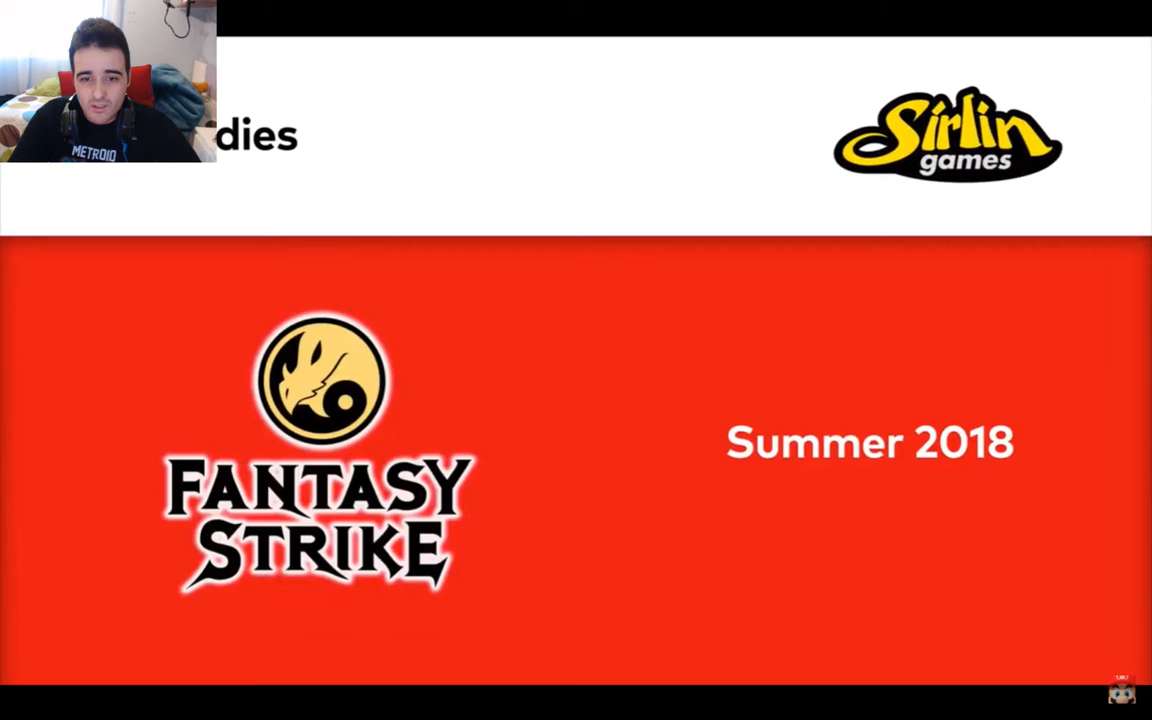 dies
Sirlin
games
METROID
FANTASY
STRIKE
Summer 2018